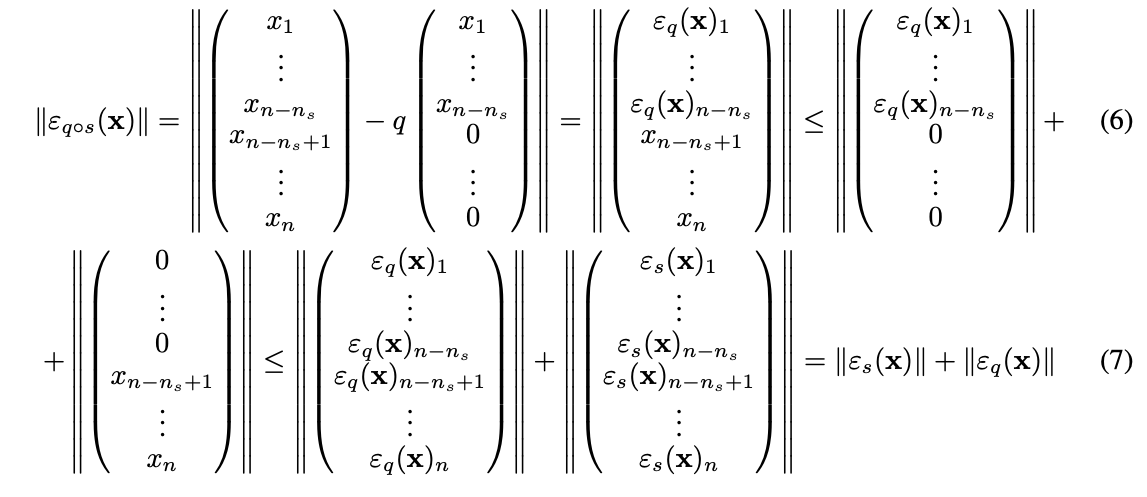 $$\|\varepsilon_{q \circ s}(\mathbf{x})\| = \left\| \begin{pmatrix} x_1 \\ \vdots \\ x_{n-n_s} \\ x_{n-n_s+1} \\ \vdots \\ x_n \end{pmatrix} - q \begin{pmatrix} x_1 \\ \vdots \\ x_{n-n_s} \\ 0 \\ \vdots \\ 0 \end{pmatrix} \right\| = \left\| \begin{pmatrix} \varepsilon_q(\mathbf{x})_1 \\ \vdots \\ \varepsilon_q(\mathbf{x})_{n-n_s} \\ x_{n-n_s+1} \\ \vdots \\ x_n \end{pmatrix} \right\| \leq \left\| \begin{pmatrix} \varepsilon_q(\mathbf{x})_1 \\ \vdots \\ \varepsilon_q(\mathbf{x})_{n-n_s} \\ 0 \\ \vdots \\ 0 \end{pmatrix} \right\| + \quad (6)$$
$$+ \left\| \begin{pmatrix} 0 \\ \vdots \\ 0 \\ x_{n-n_s+1} \\ \vdots \\ x_n \end{pmatrix} \right\| \leq \left\| \begin{pmatrix} \varepsilon_q(\mathbf{x})_1 \\ \vdots \\ \varepsilon_q(\mathbf{x})_{n-n_s} \\ \varepsilon_q(\mathbf{x})_{n-n_s+1} \\ \vdots \\ \varepsilon_q(\mathbf{x})_n \end{pmatrix} \right\| + \left\| \begin{pmatrix} \varepsilon_s(\mathbf{x})_1 \\ \vdots \\ \varepsilon_s(\mathbf{x})_{n-n_s} \\ \varepsilon_s(\mathbf{x})_{n-n_s+1} \\ \vdots \\ \varepsilon_s(\mathbf{x})_n \end{pmatrix} \right\| = \|\varepsilon_s(\mathbf{x})\| + \|\varepsilon_q(\mathbf{x})\| \quad (7)$$